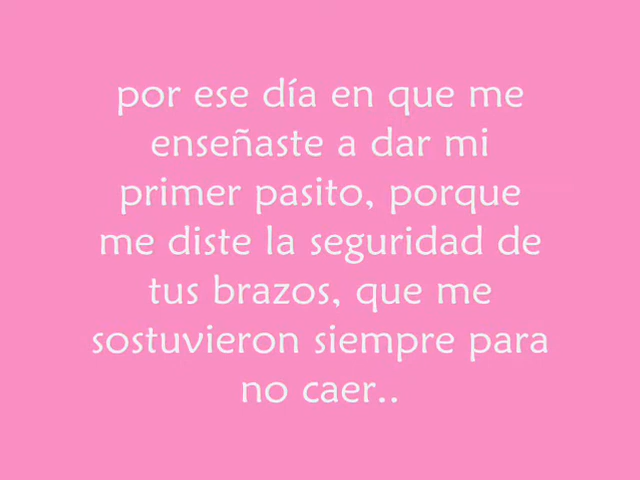 por ese día en que me
enseñaste a dar mi
primer pasito, porque
me diste la seguridad de
tus brazos, que me
sostuvieron siempre para
no caer..